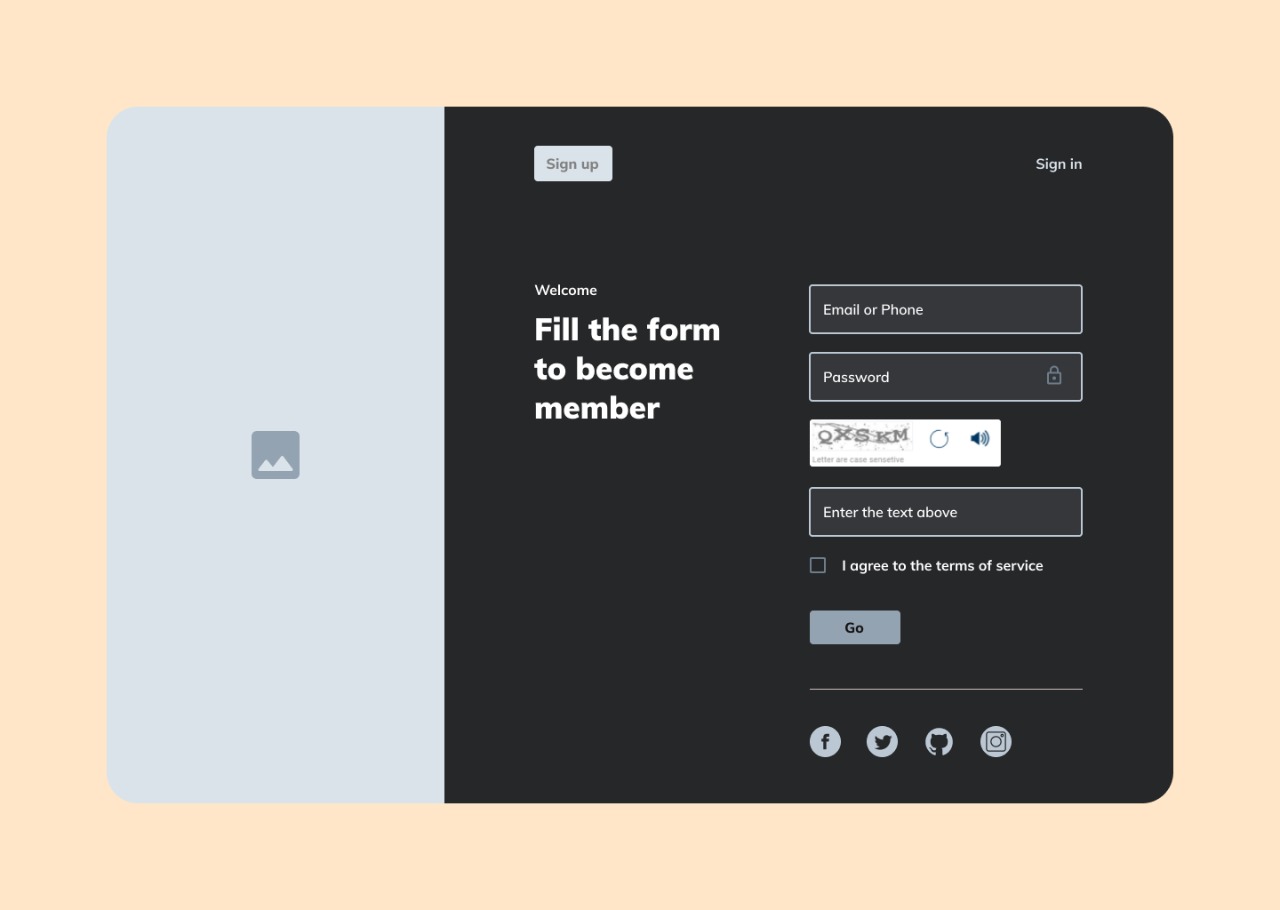 Sign up
Sign in
Welcome
Fill the form
to become
member
Email or Phone
Password
QXSKM
Letter are case sensetive
Enter the text above
I agree to the terms of service
Go